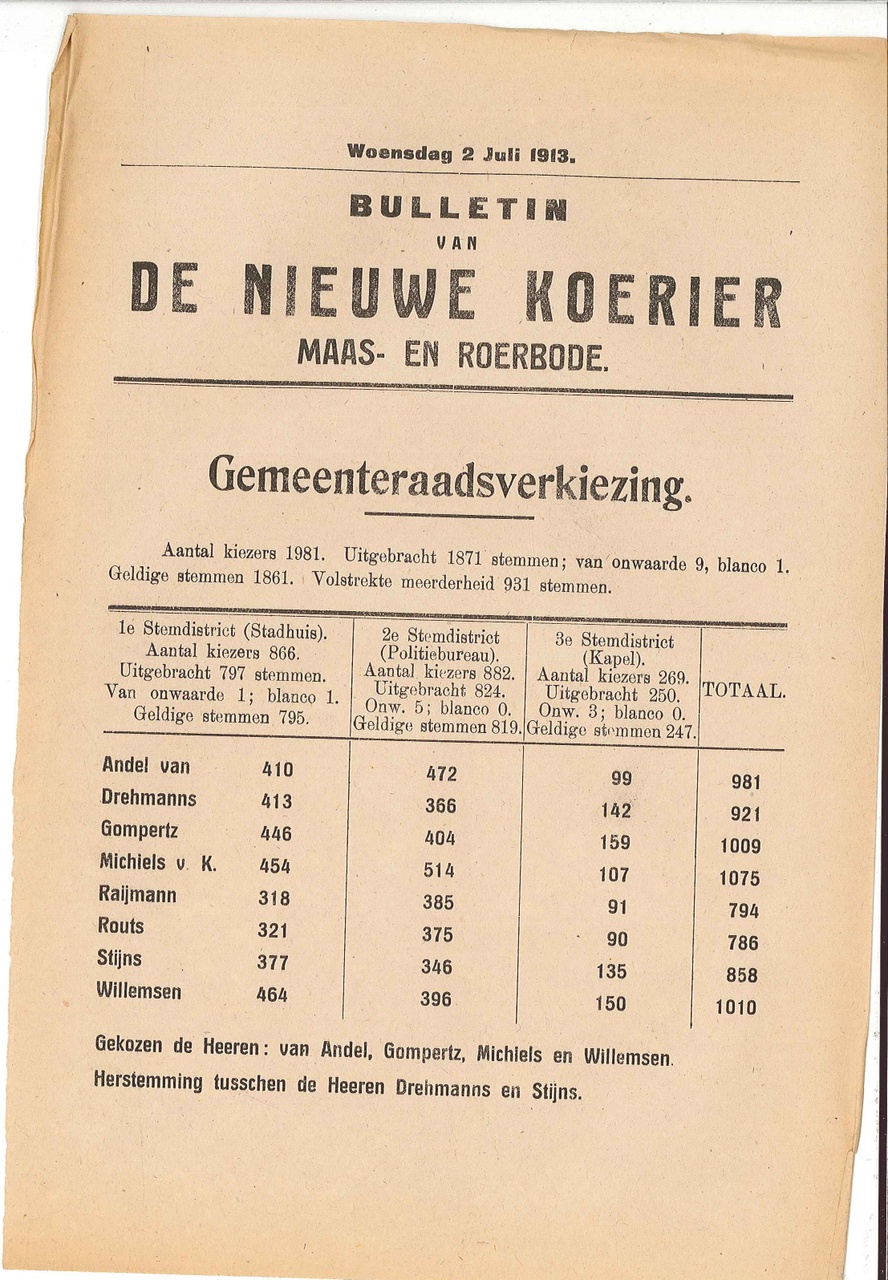 Woensdag 2 Juli 1913.
BULLETIN
VAN
DE NIEUWE KOERIER
MAAS- EN ROERBODE.
Gemeenteraadsverkiezing.
Aantal kiezers 1981. Uitgebracht 1871 stemmen; van onwaarde 9, blanco 1.
Geldige stemmen 1861. Volstrekte meerderheid 931 stemmen.
1e Stemdistrict (Stadhuis).
Aantal kiezers 866.
Uitgebracht 797 stemmen.
Van onwaarde 1; blanco 1.
Geldige stemmen 795.
2e Stemdistrict
(Politiebureau).
Aantal kiezers 882.
Uitgebracht 824.
Onw. 5; blanco 0.
Geldige stemmen 819.
3e Stemdistrict
(Kapel).
Aantal kiezers 269.
Uitgebracht 250.
Onw. 3; blanco 0.
Geldige stemmen 247.
TOTAAL.
Andel van 410 472 99 981
Drehmanns 413 366 142 921
Gompertz 446 404 159 1009
Michiels v. K. 454 514 107 1075
Raijmann 318 385 91 794
Routs 321 375 90 786
Stijns 377 346 135 858
Willemsen 464 396 150 1010
Gekozen de Heeren: van Andel, Gompertz, Michiels en Willemsen.
Herstemming tusschen de Heeren Drehmanns en Stijns.